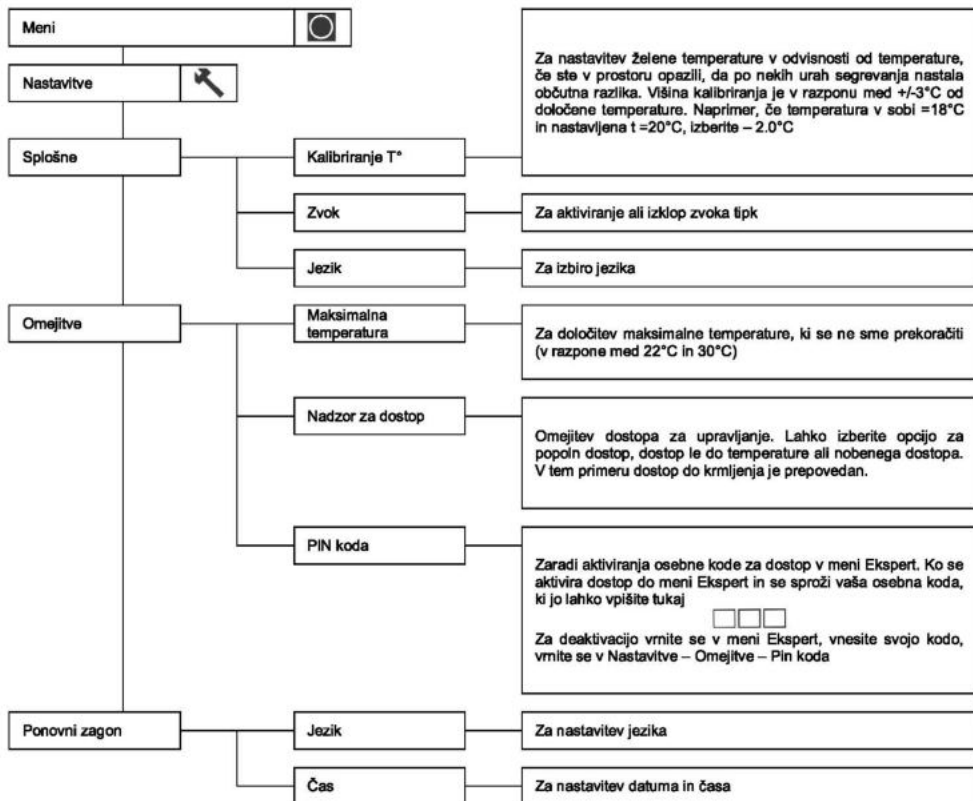 Meni
Nastavitve
Splošne
Kalibriranje T°
Za nastavitev želene temperature v odvisnosti od temperature,
če ste v prostoru opazili, da po nekih urah segrevanja nastala
občutna razlika. Višina kalibriranja je v razponu med +/-3°C od
določene temperature. Naprimer, če temperatura v sobi =18°C
in nastavljena t =20°C, izberite – 2.0°C
Zvok
Za aktiviranje ali izklop zvoka tipk
Jezik
Za izbiro jezika
Omejitve
Maksimalna
temperatura
Za določitev maksimalne temperature, ki se ne sme prekoračiti
(v razpone med 22°C in 30°C)
Nadzor za dostop
Omejitev dostopa za upravljanje. Lahko izberite opcijo za
popoln dostop, dostop le do temperature ali nobenega dostopa.
V tem primeru dostop do krmljenja je prepovedan.
PIN koda
Zaradi aktiviranja osebne kode za dostop v meni Ekspert. Ko se
aktivira dostop do meni Ekspert in se sproži vaša osebna koda,
ki jo lahko vpišite tukaj
Za deaktivacijo vrnite se v meni Ekspert, vnesite svojo kodo,
vrnite se v Nastavitve – Omejitve – Pin koda
Ponovni zagon
Jezik
Za nastavitev jezika
Čas
Za nastavitev datuma in časa